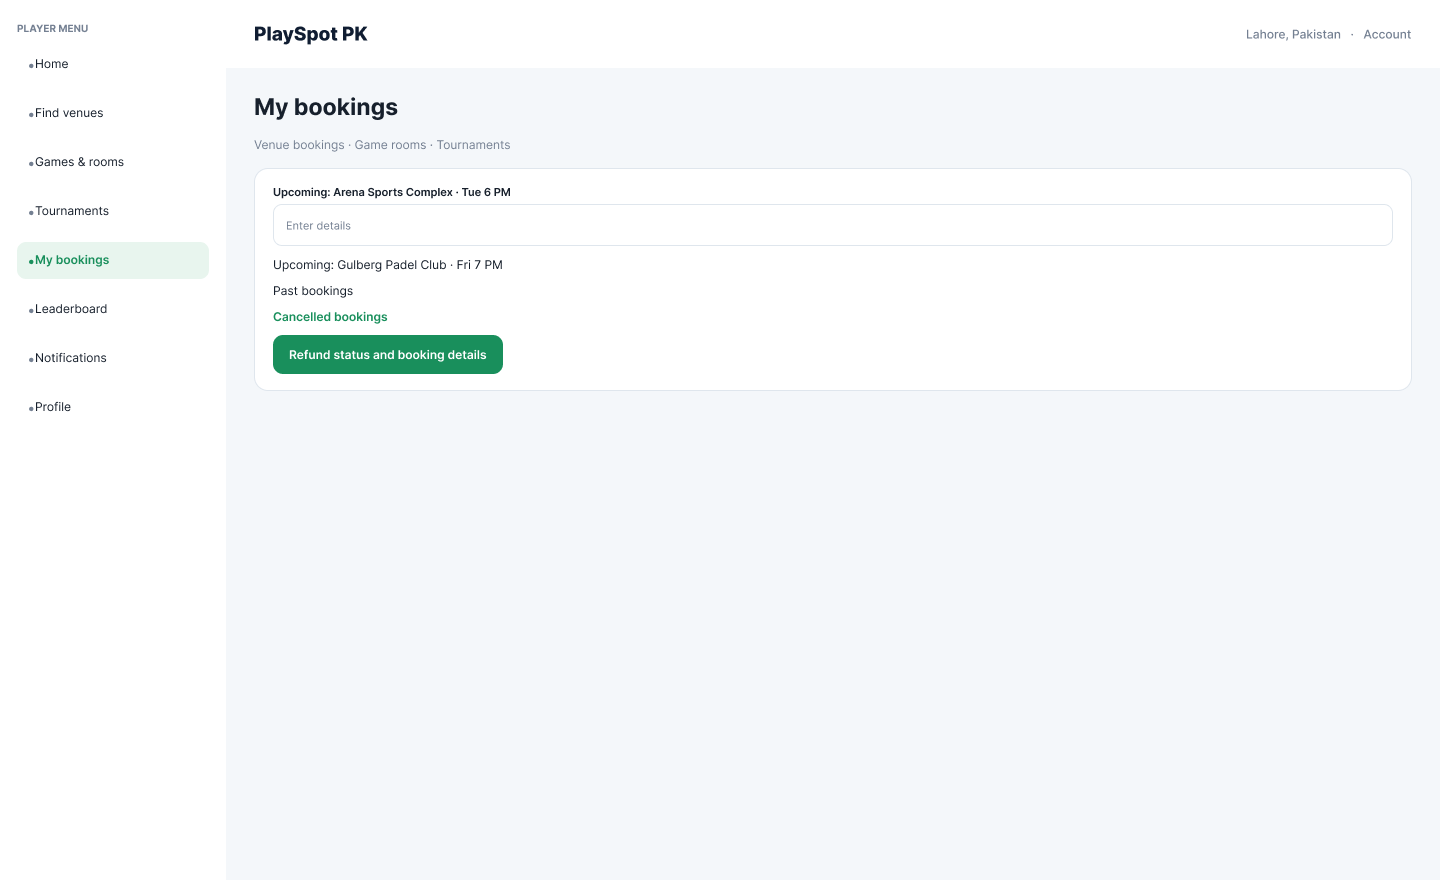 PLAYER MENU
Home
Find venues
Games & rooms
Tournaments
My bookings
Leaderboard
Notifications
Profile
PlaySpot PK
Lahore, Pakistan · Account
My bookings
Venue bookings · Game rooms · Tournaments
Upcoming: Arena Sports Complex · Tue 6 PM
Enter details
Upcoming: Gulberg Padel Club · Fri 7 PM
Past bookings
Cancelled bookings
Refund status and booking details